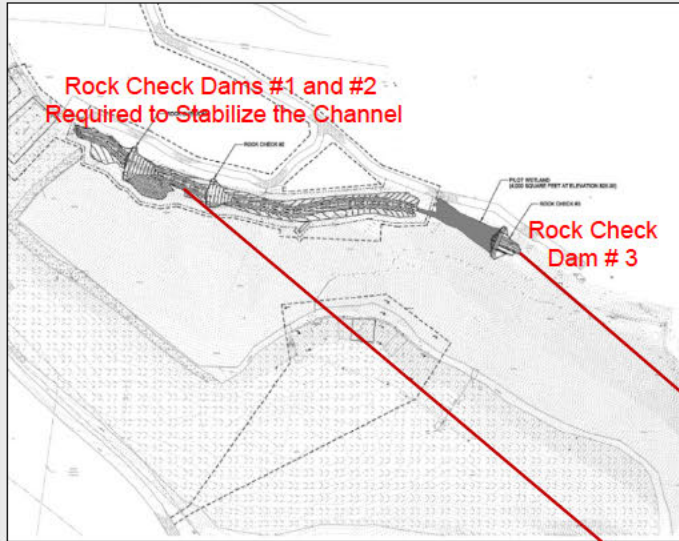 Rock Check Dams #1 and #2
Required to Stabilize the Channel
ROCK CHECK #2
PILOT WETLAND
ROCK CHECK #3
Rock Check
Dam # 3